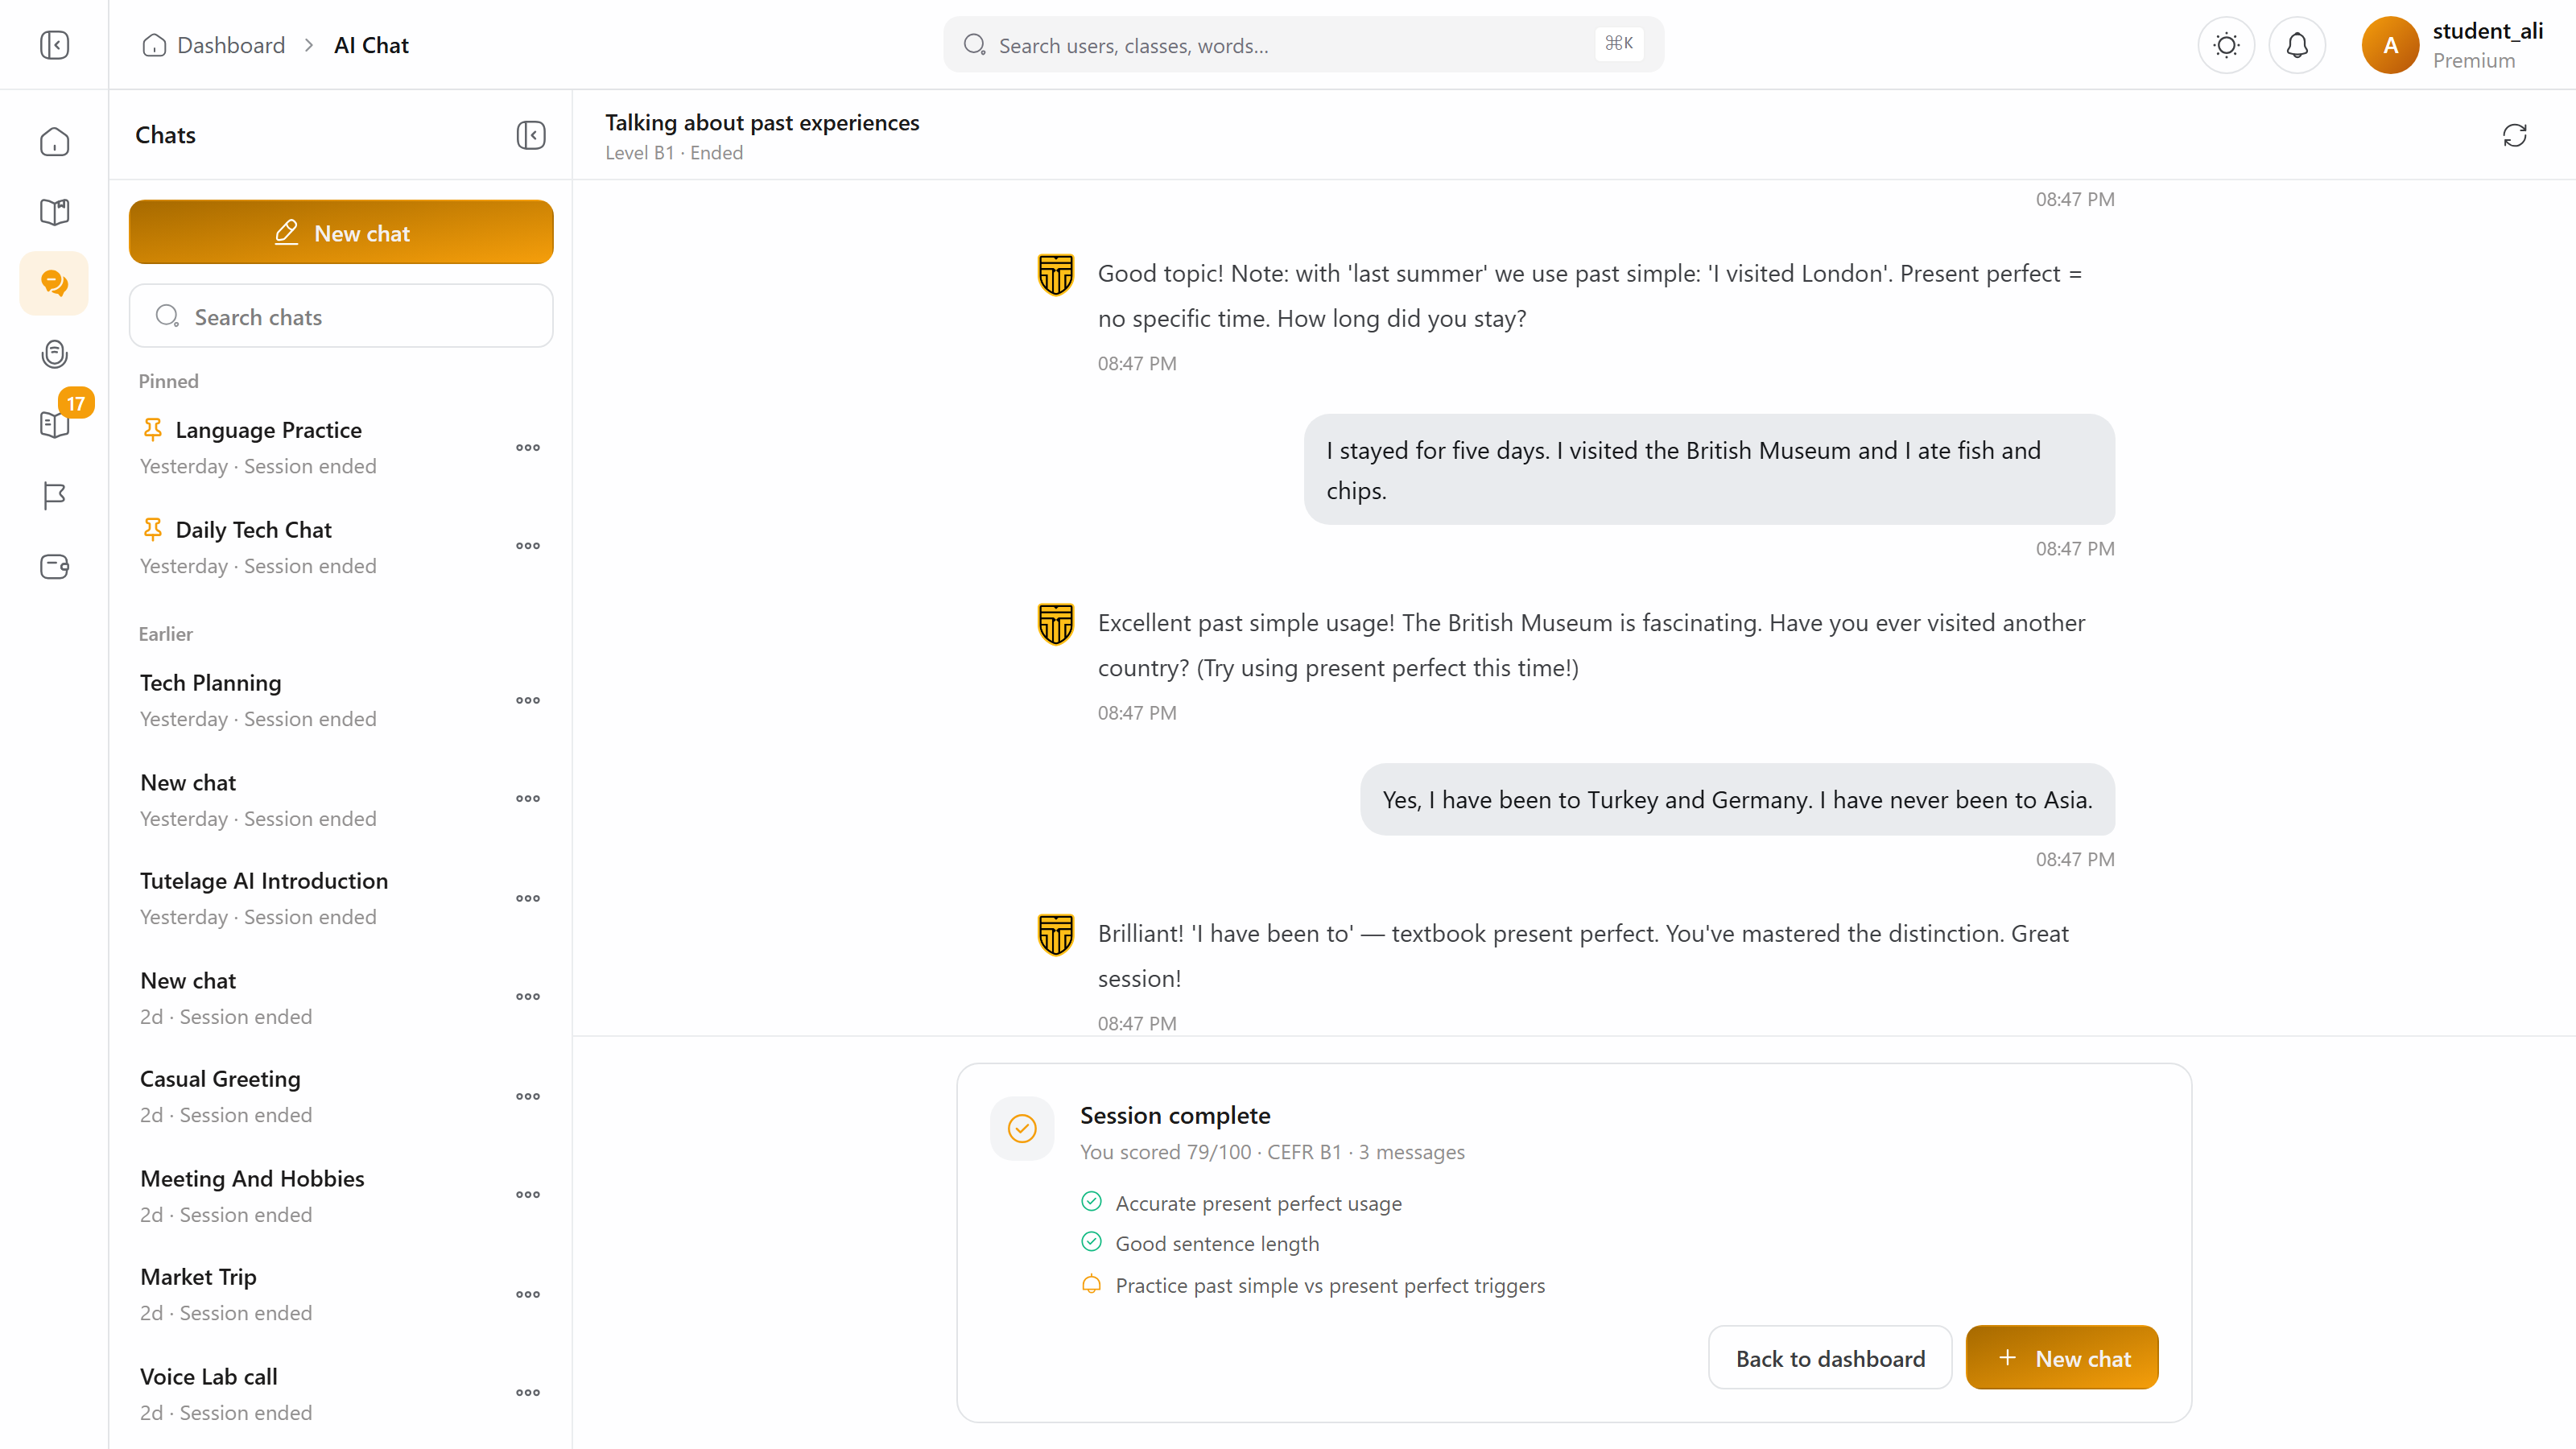 Dashboard
AI Chat
Search users, classes, words...
⌘K
A
student_ali
Premium
Chats
New chat
Search chats
Pinned
Language Practice
Yesterday · Session ended
Daily Tech Chat
Yesterday · Session ended
Earlier
Tech Planning
Yesterday · Session ended
New chat
Yesterday · Session ended
Tutelage AI Introduction
Yesterday · Session ended
New chat
2d · Session ended
Casual Greeting
2d · Session ended
Meeting And Hobbies
2d · Session ended
Market Trip
2d · Session ended
Voice Lab call
2d · Session ended
17
Talking about past experiences
Level B1 · Ended
08:47 PM
Good topic! Note: with 'last summer' we use past simple: 'I visited London'. Present perfect =
no specific time. How long did you stay?
08:47 PM
I stayed for five days. I visited the British Museum and I ate fish and
chips.
08:47 PM
Excellent past simple usage! The British Museum is fascinating. Have you ever visited another
country? (Try using present perfect this time!)
08:47 PM
Yes, I have been to Turkey and Germany. I have never been to Asia.
08:47 PM
Brilliant! 'I have been to' — textbook present perfect. You've mastered the distinction. Great
session!
08:47 PM
Session complete
You scored 79/100 · CEFR B1 · 3 messages
Accurate present perfect usage
Good sentence length
Practice past simple vs present perfect triggers
Back to dashboard
New chat